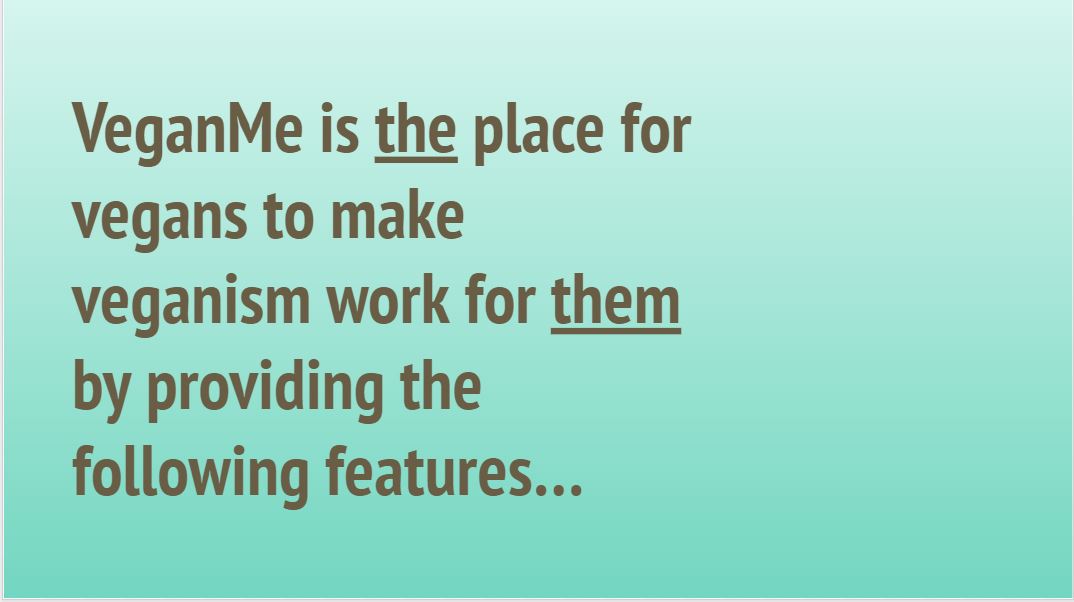 VeganMe is the place for
vegans to make
veganism work for them
by providing the
following features...